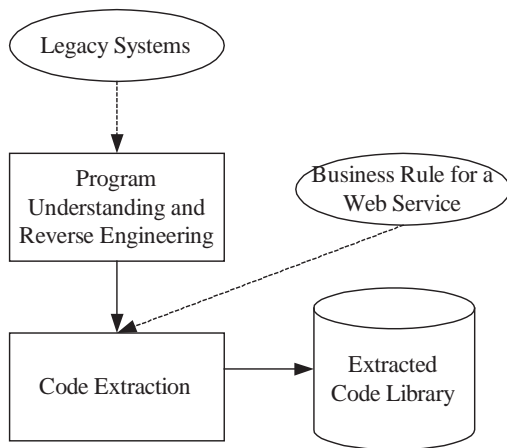 Legacy Systems
Program
Understanding and
Reverse Engineering
Business Rule for a
Web Service
Code Extraction
Extracted
Code Library